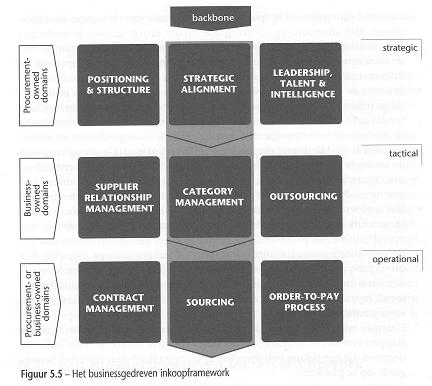 backbone
strategic
Procurement-
owned
domains
POSITIONING
& STRUCTURE
STRATEGIC
ALIGNMENT
LEADERSHIP,
TALENT &
INTELLIGENCE
tactical
Business-
owned
domains
SUPPLIER
RELATIONSHIP
MANAGEMENT
CATEGORY
MANAGEMENT
OUTSOURCING
operational
Procurement- or
business-owned
domains
CONTRACT
MANAGEMENT
SOURCING
ORDER-TO-PAY
PROCESS
Figuur 5.5 – Het businessgedreven inkoopframework